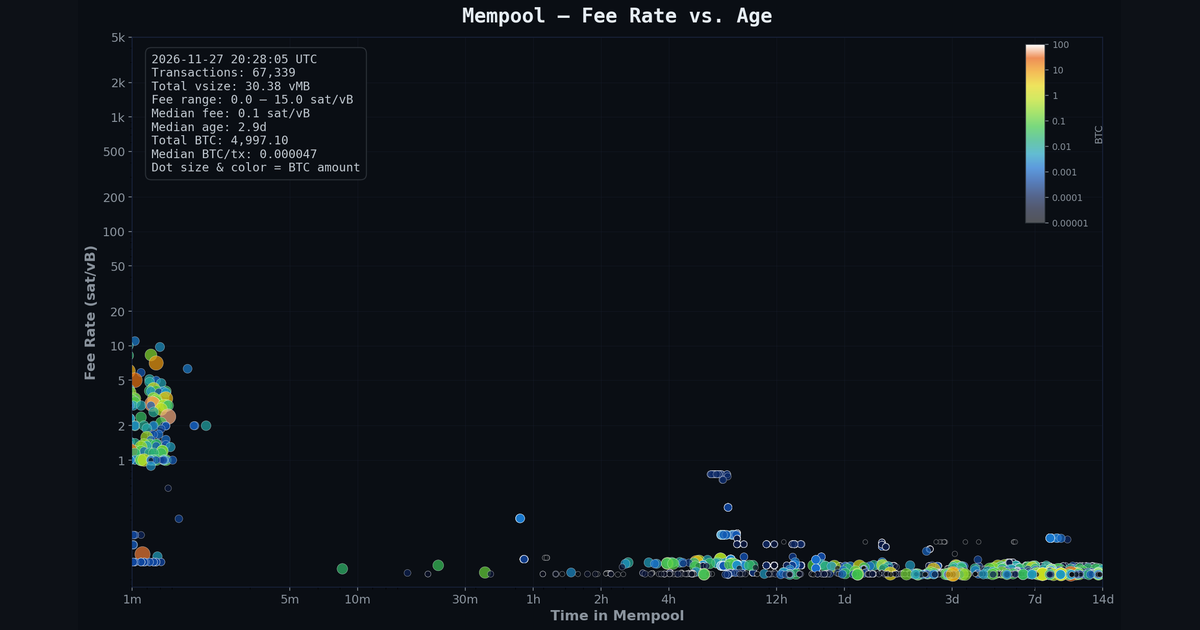 Mempool — Fee Rate vs. Age
2026-11-27 20:28:05 UTC
Transactions: 67,339
Total vsize: 30.38 vMB
Fee range: 0.0 – 15.0 sat/vB
Median fee: 0.1 sat/vB
Median age: 2.9d
Total BTC: 4,997.10
Median BTC/tx: 0.000047
Dot size & color = BTC amount
Fee Rate (sat/vB)
5k
2k
1k
500
200
100
50
20
10
5
2
1
100
10
1
0.1
0.01
0.001
0.0001
0.00001
BTC
1m 5m 10m 30m 1h 2h 4h 12h 1d 3d 7d 14d
Time in Mempool